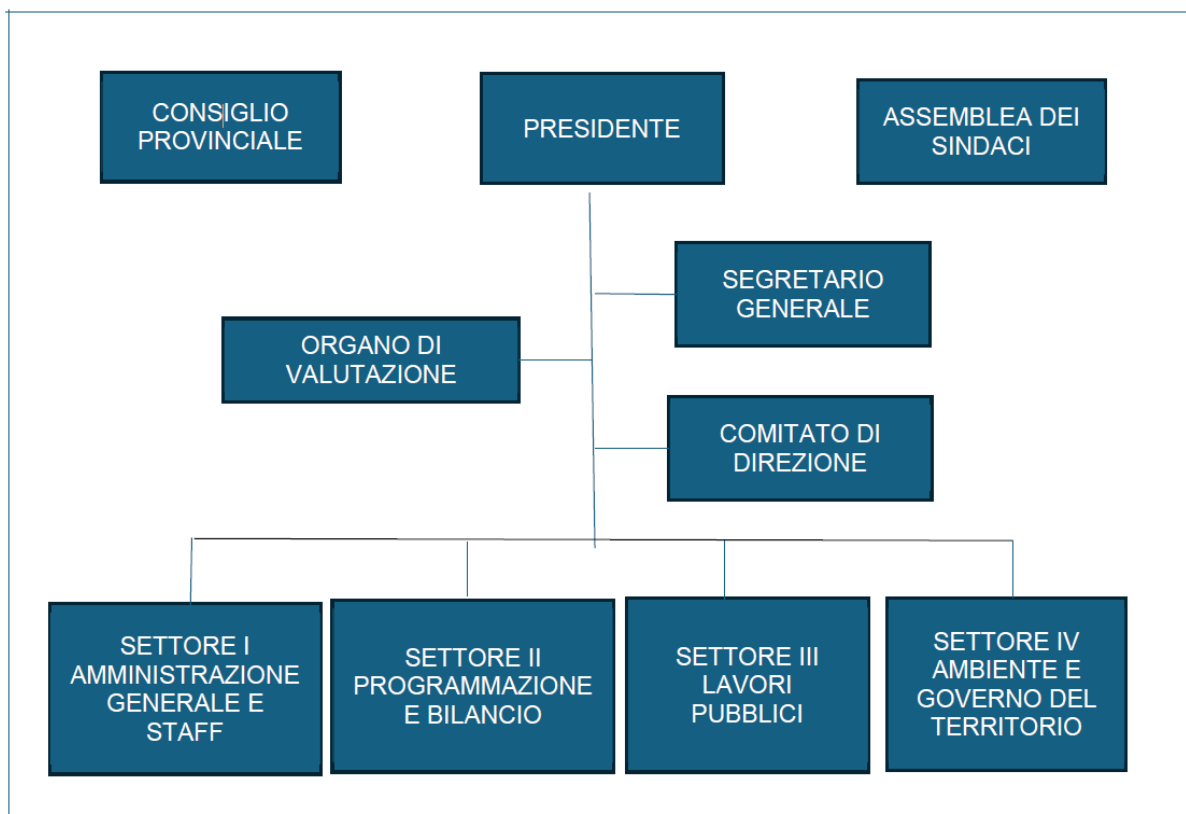 CONSIGLIO
PROVINCIALE
PRESIDENTE
ASSEMBLEA DEI
SINDACI
SEGRETARIO
GENERALE
ORGANO DI
VALUTAZIONE
COMITATO DI
DIREZIONE
SETTORE I
AMMINISTRAZIONE
GENERALE E
STAFF
SETTORE II
PROGRAMMAZIONE
E BILANCIO
SETTORE III
LAVORI
PUBBLICI
SETTORE IV
AMBIENTE E
GOVERNO DEL
TERRITORIO